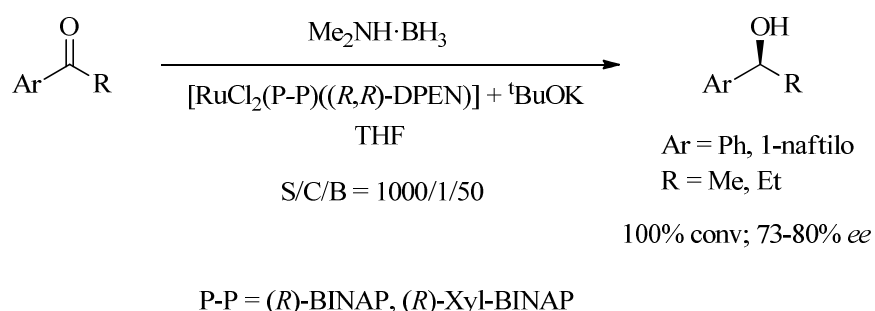 O
Ar
R
Me₂NH·BH₃
[RuCl₂(P-P)((R,R)-DPEN)] + ᵗBuOK
THF
S/C/B = 1000/1/50
OH
Ar
R
Ar = Ph, 1-naftilo
R = Me, Et
100% conv; 73-80% ee
P-P = (R)-BINAP, (R)-Xyl-BINAP